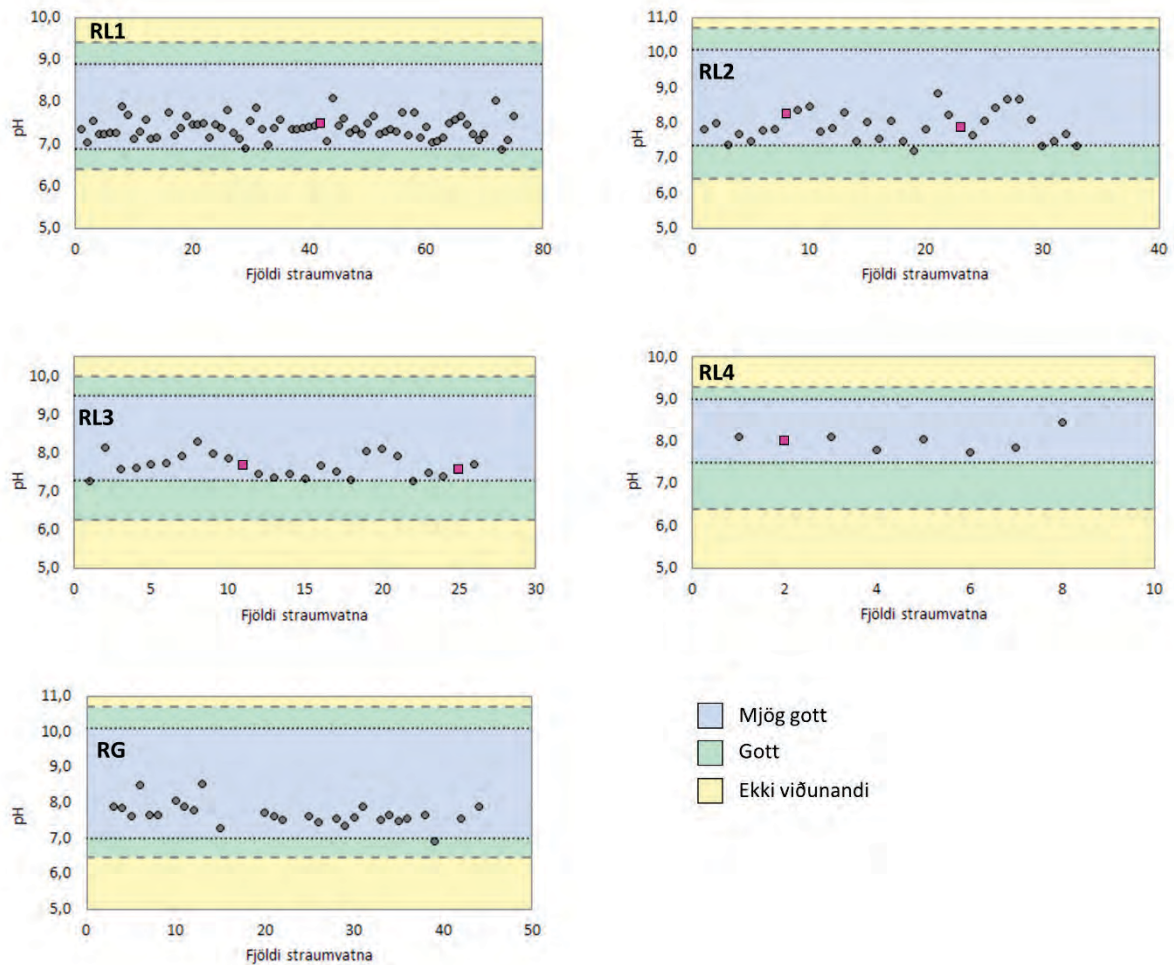 RL1
pH
10,0
9,0
8,0
7,0
6,0
5,0
0 20 40 60 80
Fjöldi straumvatna
RL2
pH
11,0
10,0
9,0
8,0
7,0
6,0
5,0
0 10 20 30 40
Fjöldi straumvatna
RL3
pH
10,0
9,0
8,0
7,0
6,0
5,0
0 5 10 15 20 25 30
Fjöldi straumvatna
RL4
pH
10,0
9,0
8,0
7,0
6,0
5,0
0 2 4 6 8 10
Fjöldi straumvatna
RG
pH
11,0
10,0
9,0
8,0
7,0
6,0
5,0
0 10 20 30 40 50
Fjöldi straumvatna
Mjög gott
Gott
Ekki viðunandi